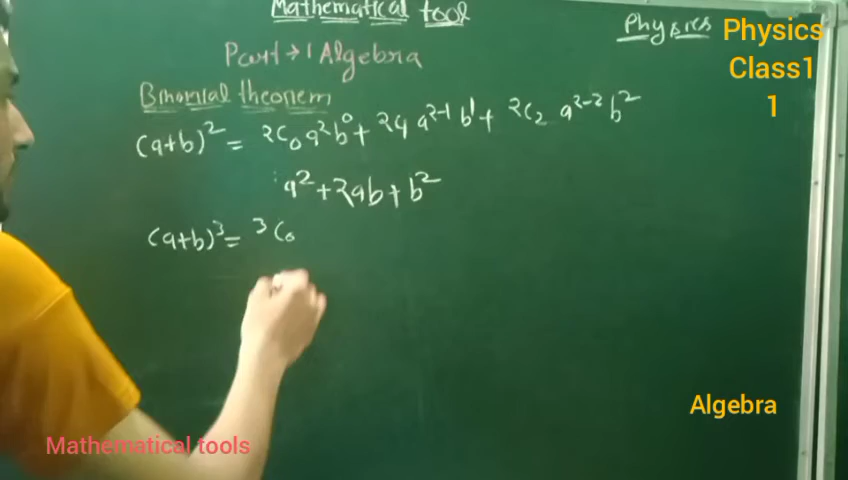 Mathematical tool
Physics
Physics
Class1
1
Part → 1 Algebra
Binomial theorem
(a+b)² = ²C₀ a² b⁰ + ²C₁ a²⁻¹ b¹ + ²C₂ a²⁻² b²
a² + 2ab + b²
(a+b)³ = ³C₀
Algebra
Mathematical tools